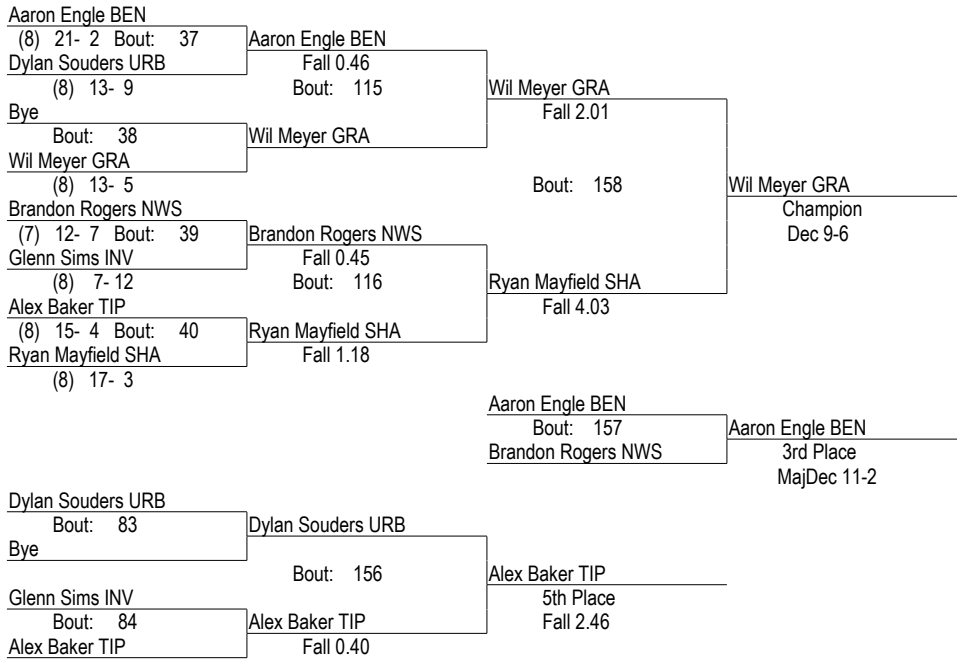 Aaron Engle BEN
(8) 21- 2 Bout: 37 Aaron Engle BEN
Dylan Souders URB Fall 0.46
(8) 13- 9 Bout: 115 Wil Meyer GRA
Bye Fall 2.01
Bout: 38 Wil Meyer GRA
Wil Meyer GRA
(8) 13- 5 Bout: 158 Wil Meyer GRA
Brandon Rogers NWS Champion
(7) 12- 7 Bout: 39 Brandon Rogers NWS Dec 9-6
Glenn Sims INV Fall 0.45
(8) 7- 12 Bout: 116 Ryan Mayfield SHA
Alex Baker TIP Fall 4.03
(8) 15- 4 Bout: 40 Ryan Mayfield SHA
Ryan Mayfield SHA Fall 1.18
(8) 17- 3
Aaron Engle BEN
Bout: 157 Aaron Engle BEN
Brandon Rogers NWS 3rd Place
MajDec 11-2
Dylan Souders URB
Bout: 83 Dylan Souders URB
Bye
Bout: 156 Alex Baker TIP
Glenn Sims INV 5th Place
Bout: 84 Alex Baker TIP Fall 2.46
Alex Baker TIP Fall 0.40